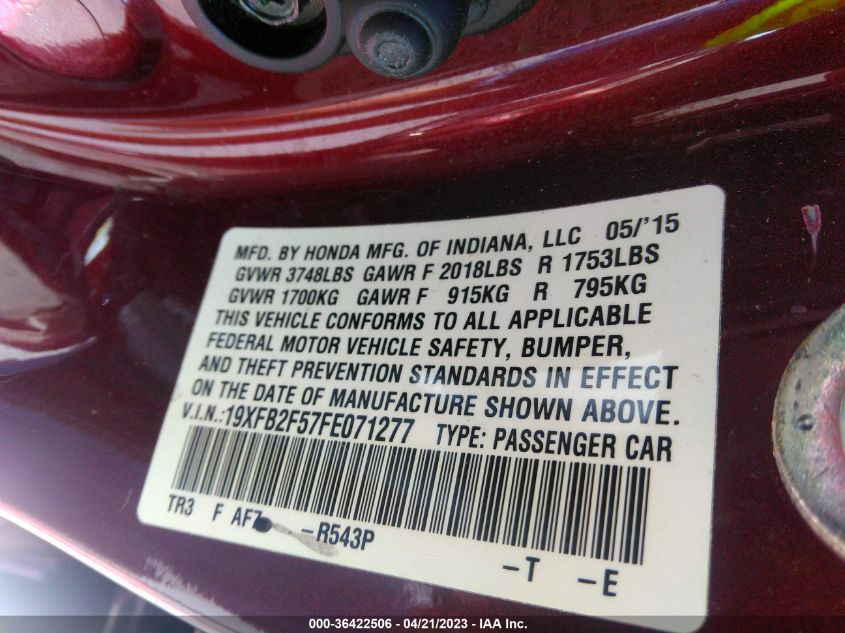 MFD. BY HONDA MFG. OF INDIANA, LLC 05/'15
GVWR 3748LBS GAWR F 2018LBS R 1753LBS
GVWR 1700KG GAWR F 915KG R 795KG
THIS VEHICLE CONFORMS TO ALL APPLICABLE
FEDERAL MOTOR VEHICLE SAFETY, BUMPER,
AND THEFT PREVENTION STANDARDS IN EFFECT
ON THE DATE OF MANUFACTURE SHOWN ABOVE.
V.I.N.:19XFB2F57FE071277 TYPE: PASSENGER CAR
TR3 F AF7 -R543P
-T -E
000-36422506 - 04/21/2023 - IAA Inc.